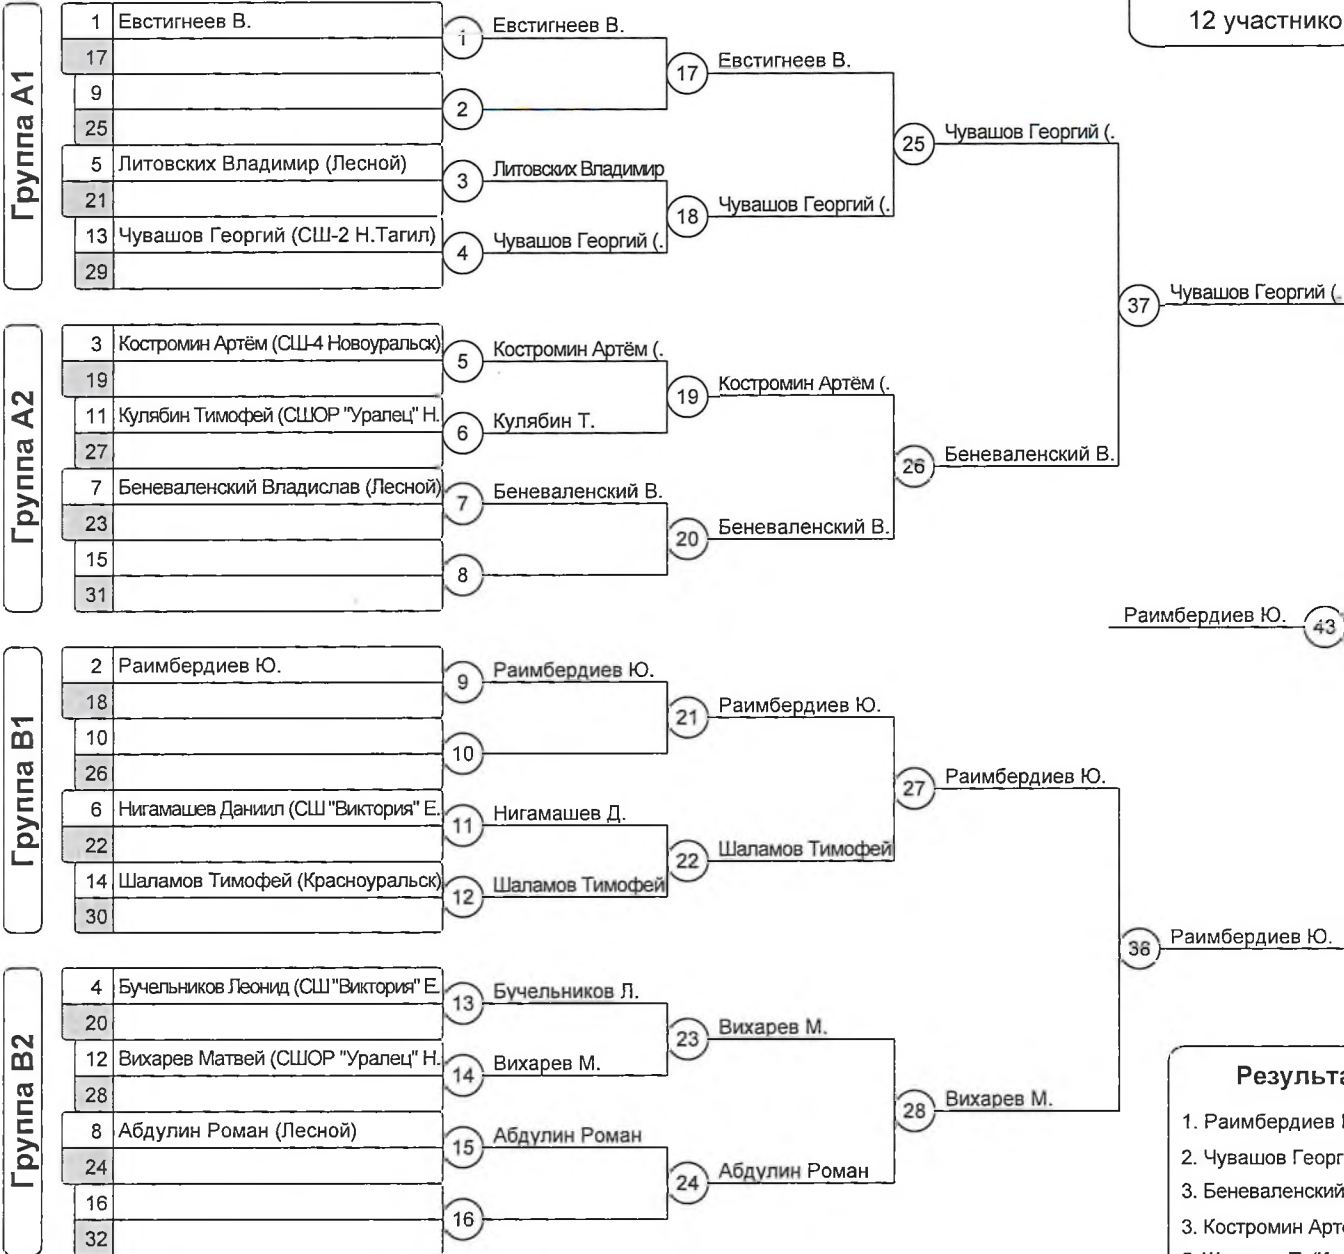 12 участнико
Группа A1
1 Евстигнеев В.
17
9
25
5 Литовских Владимир (Лесной)
21
13 Чувашов Георгий (СШ-2 Н.Тагил)
29
1 Евстигнеев В.
2
3 Литовских Владимир
4 Чувашов Георгий (.
17 Евстигнеев В.
18 Чувашов Георгий (.
25 Чувашов Георгий (.
Группа A2
3 Костромин Артём (СШ-4 Новоуральск)
19
11 Кулябин Тимофей (СШОР "Уралец" Н.
27
7 Беневаленский Владислав (Лесной)
23
15
31
5 Костромин Артём (.
6 Кулябин Т.
7 Беневаленский В.
8
19 Костромин Артём (.
20 Беневаленский В.
26 Беневаленский В.
37 Чувашов Георгий (.
Раимбердиев Ю. 43
Группа B1
2 Раимбердиев Ю.
18
10
26
6 Нигамашев Даниил (СШ "Виктория" Е.
22
14 Шаламов Тимофей (Красноуральск)
30
9 Раимбердиев Ю.
10
11 Нигамашев Д.
12 Шаламов Тимофей
21 Раимбердиев Ю.
22 Шаламов Тимофей
27 Раимбердиев Ю.
Группа B2
4 Бучельников Леонид (СШ "Виктория" Е.
20
12 Вихарев Матвей (СШОР "Уралец" Н.
28
8 Абдулин Роман (Лесной)
24
16
32
13 Бучельников Л.
14 Вихарев М.
15 Абдулин Роман
16
23 Вихарев М.
24 Абдулин Роман
28 Вихарев М.
38 Раимбердиев Ю.
Результа
1. Раимбердиев
2. Чувашов Георг
3. Беневаленский
3. Костромин Арт